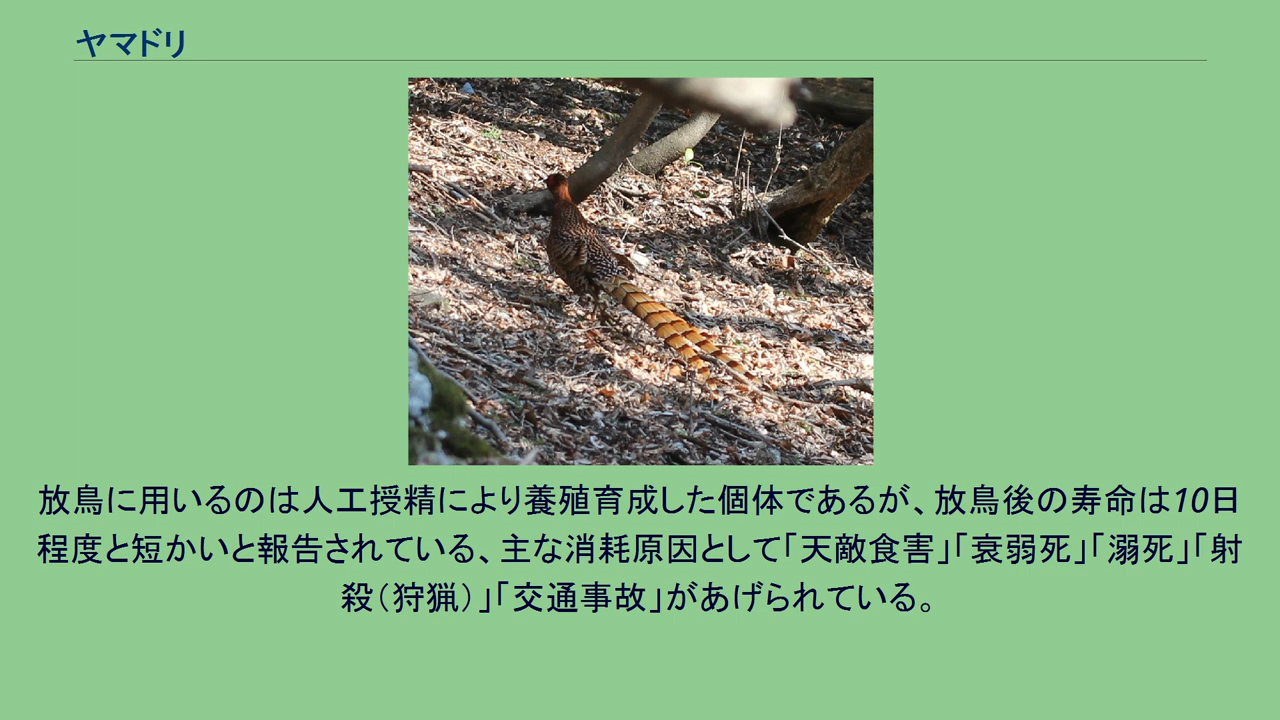 ヤマドリ
放鳥に用いるのは人工授精により養殖育成した個体であるが、放鳥後の寿命は10日
程度と短かいと報告されている、主な消耗原因として「天敵食害」「衰弱死」「溺死」「射
殺（狩猟）」「交通事故」があげられている。